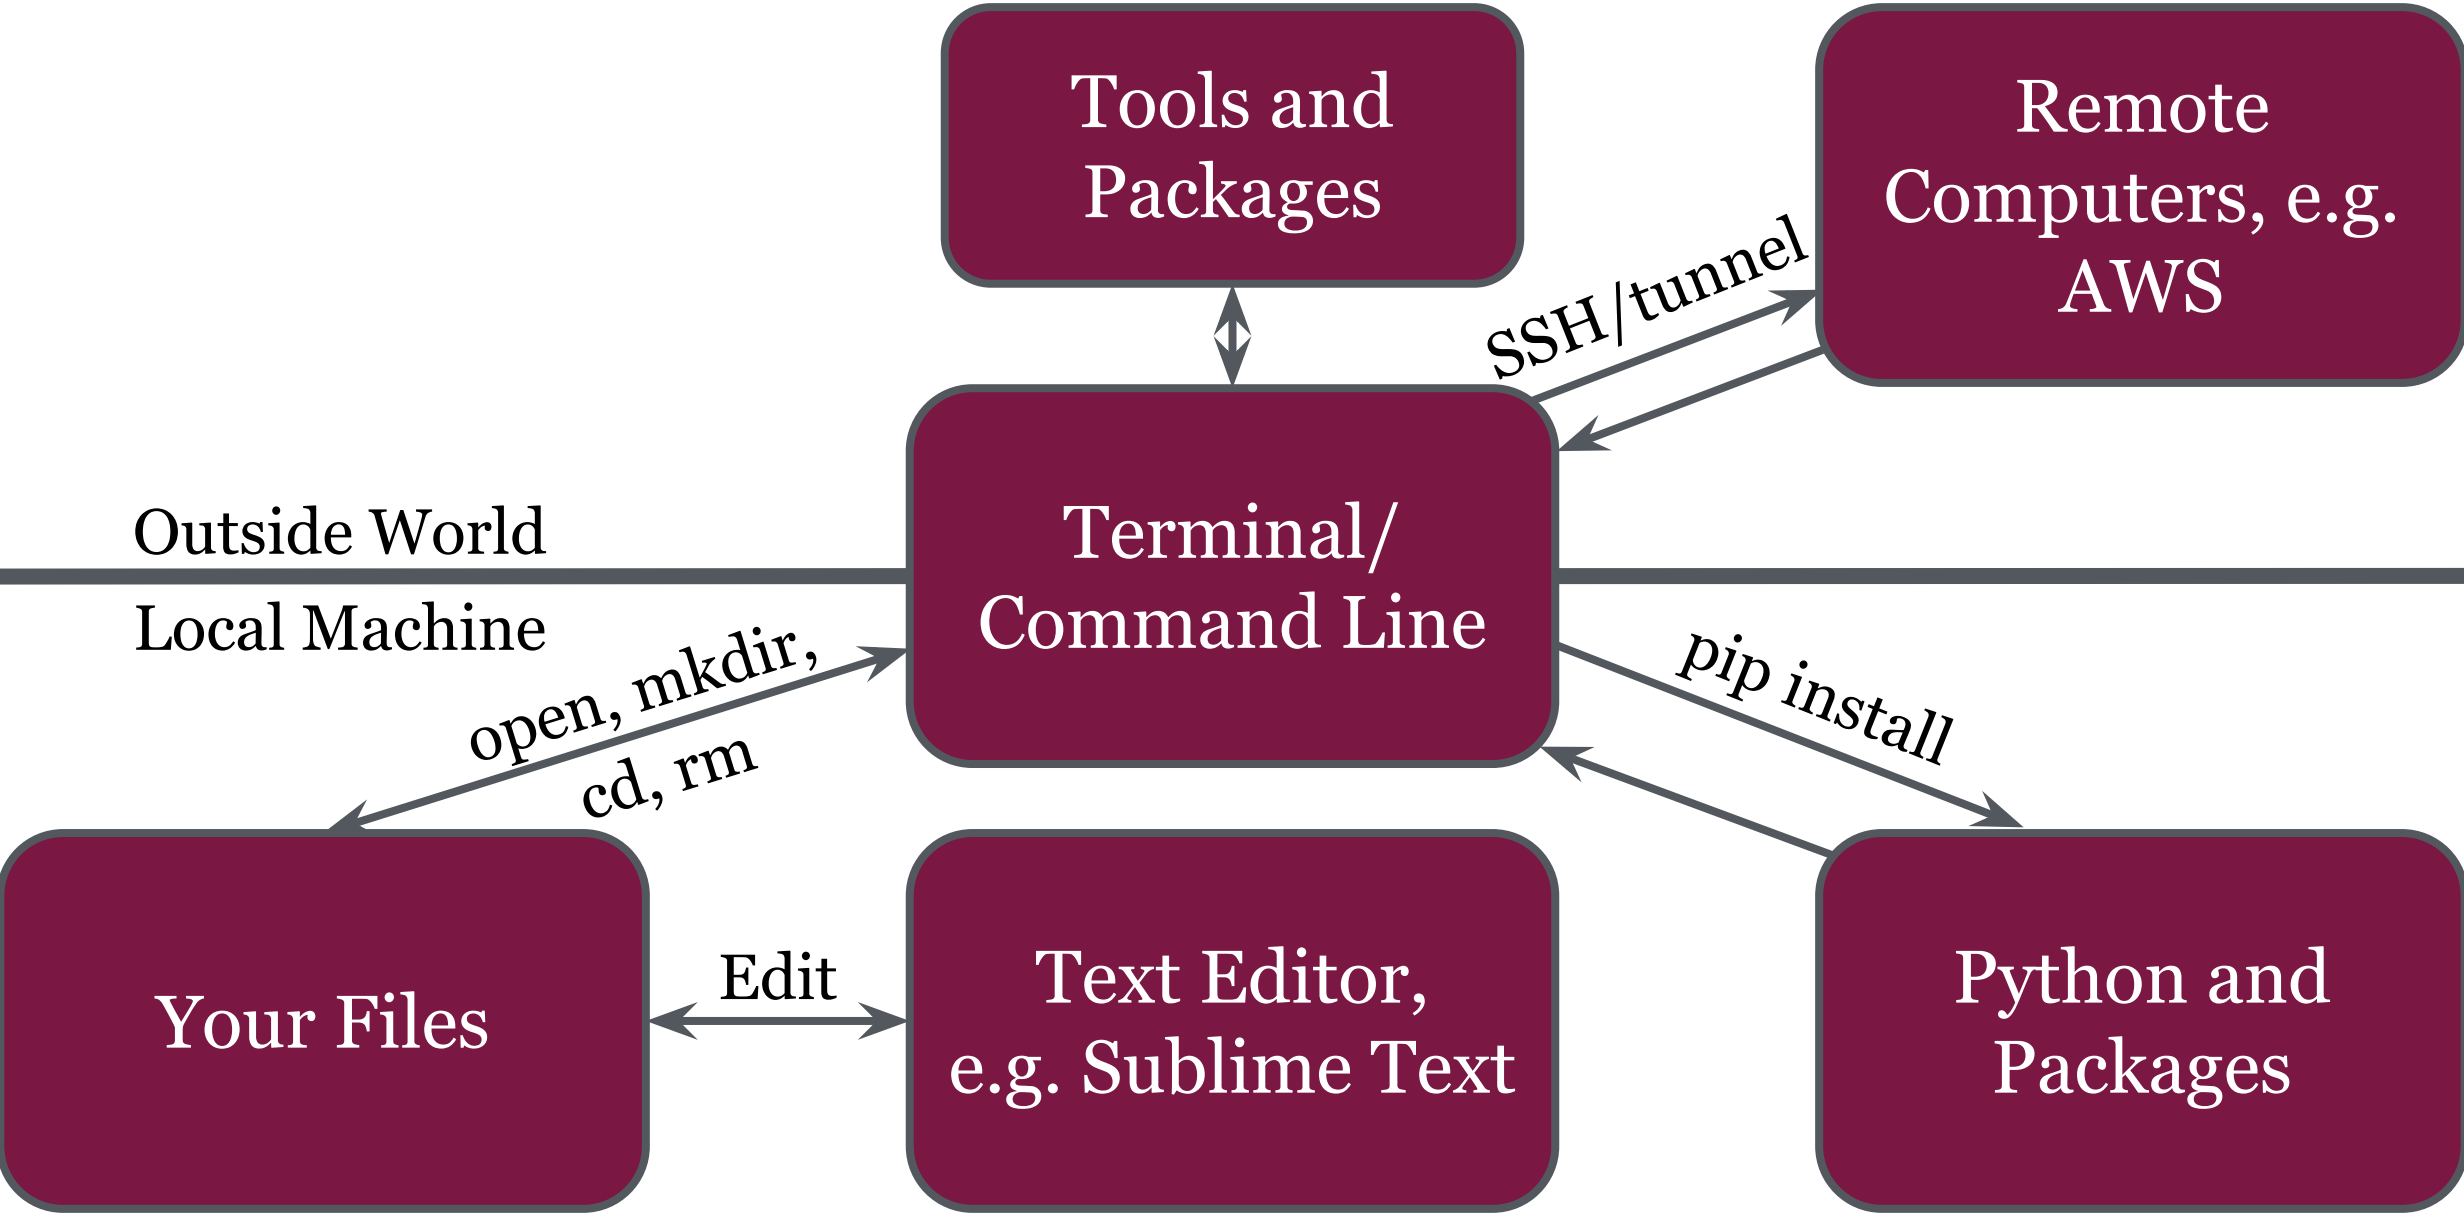 Tools and
Packages
Remote
Computers, e.g.
AWS
SSH/tunnel
Outside World
Terminal/
Command Line
Local Machine
open, mkdir,
cd, rm
pip install
Your Files
Edit
Text Editor,
e.g. Sublime Text
Python and
Packages